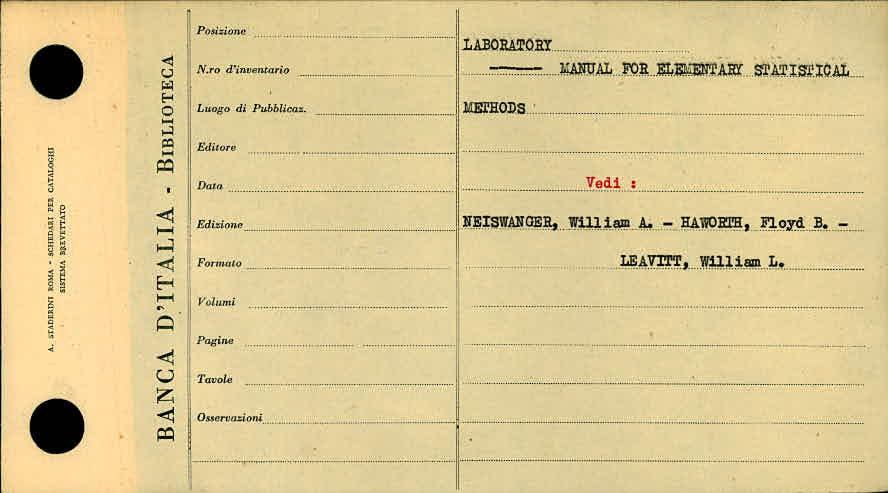 A. STADERINI ROMA - SCHEDARI PER CATALOGHI
SISTEMA BREVETTATO
BANCA D'ITALIA - BIBLIOTECA
Posizione
N.ro d'inventario
Luogo di Pubblicaz.
Editore
Data
Edizione
Formato
Volumi
Pagine
Tavole
Osservazioni
LABORATORY
——— MANUAL FOR ELEMENTARY STATISTICAL
METHODS
Vedi :
NEISWANGER, William A. - HAWORTH, Floyd B. -
LEAVITT, William L.